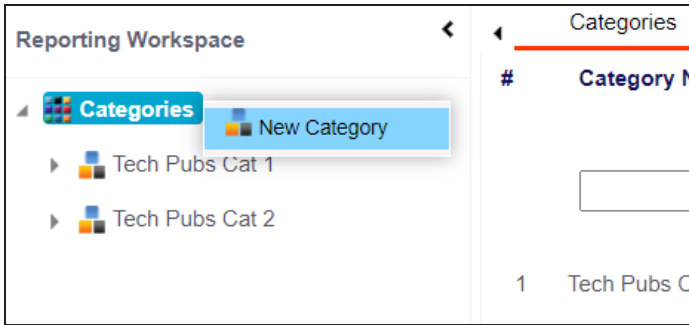 Reporting Workspace
Categories
New Category
Tech Pubs Cat 1
Tech Pubs Cat 2
Categories
# Category
1 Tech Pubs